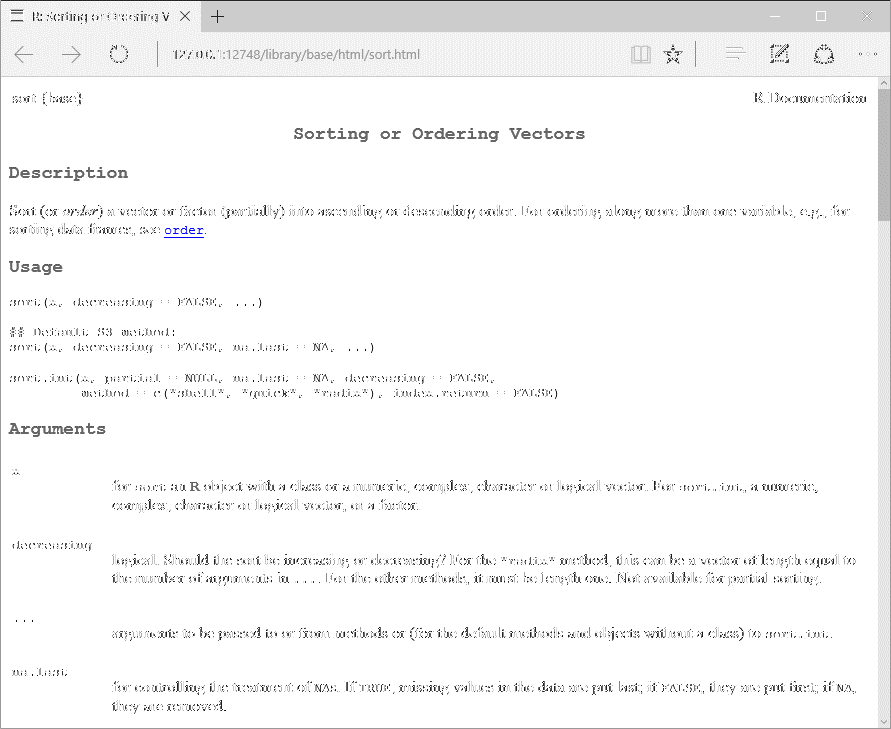 R: Sorting or Ordering V
127.0.0.1:12748/library/base/html/sort.html
sort {base} R Documentation
Sorting or Ordering Vectors
Description
Sort (or order) a vector or factor (partially) into ascending or descending order. For ordering along more than one variable, e.g., for
sorting data frames, see order.
Usage
sort(x, decreasing = FALSE, ...)
## Default S3 method:
sort(x, decreasing = FALSE, na.last = NA, ...)
sort.int(x, partial = NULL, na.last = NA, decreasing = FALSE,
method = c("shell", "quick", "radix"), index.return = FALSE)
Arguments
x
for sort an R object with a class or a numeric, complex, character or logical vector. For sort.int, a numeric,
complex, character or logical vector, or a factor.
decreasing
logical. Should the sort be increasing or decreasing? For the "radix" method, this can be a vector of length equal to
the number of arguments in .... For the other methods, it must be length one. Not available for partial sorting.
...
arguments to be passed to or from methods or (for the default methods and objects without a class) to sort.int.
na.last
for controlling the treatment of NAs. If TRUE, missing values in the data are put last; if FALSE, they are put first; if NA,
they are removed.